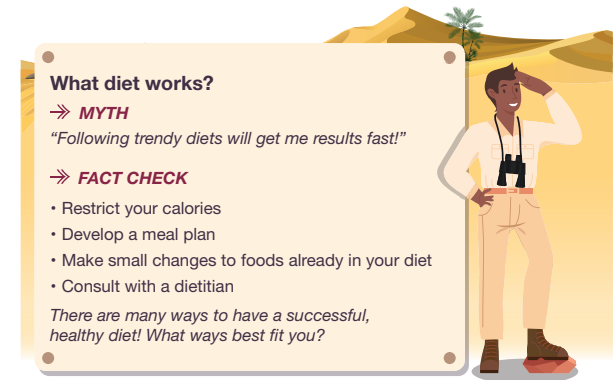 What diet works?
MYTH
“Following trendy diets will get me results fast!”
FACT CHECK
• Restrict your calories
• Develop a meal plan
• Make small changes to foods already in your diet
• Consult with a dietitian
There are many ways to have a successful,
healthy diet! What ways best fit you?